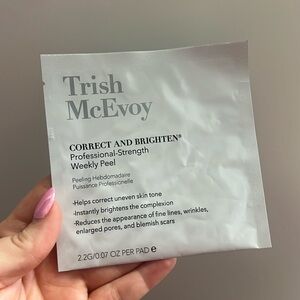 Trish
McEvoy
CORRECT AND BRIGHTEN®
Professional-Strength
Weekly Peel
Peeling Hebdomadaire
Puissance Professionnelle
-Helps correct uneven skin tone
-Instantly brightens the complexion
-Reduces the appearance of fine lines, wrinkles,
enlarged pores, and blemish scars
2.2G/0.07 OZ PER PAD e